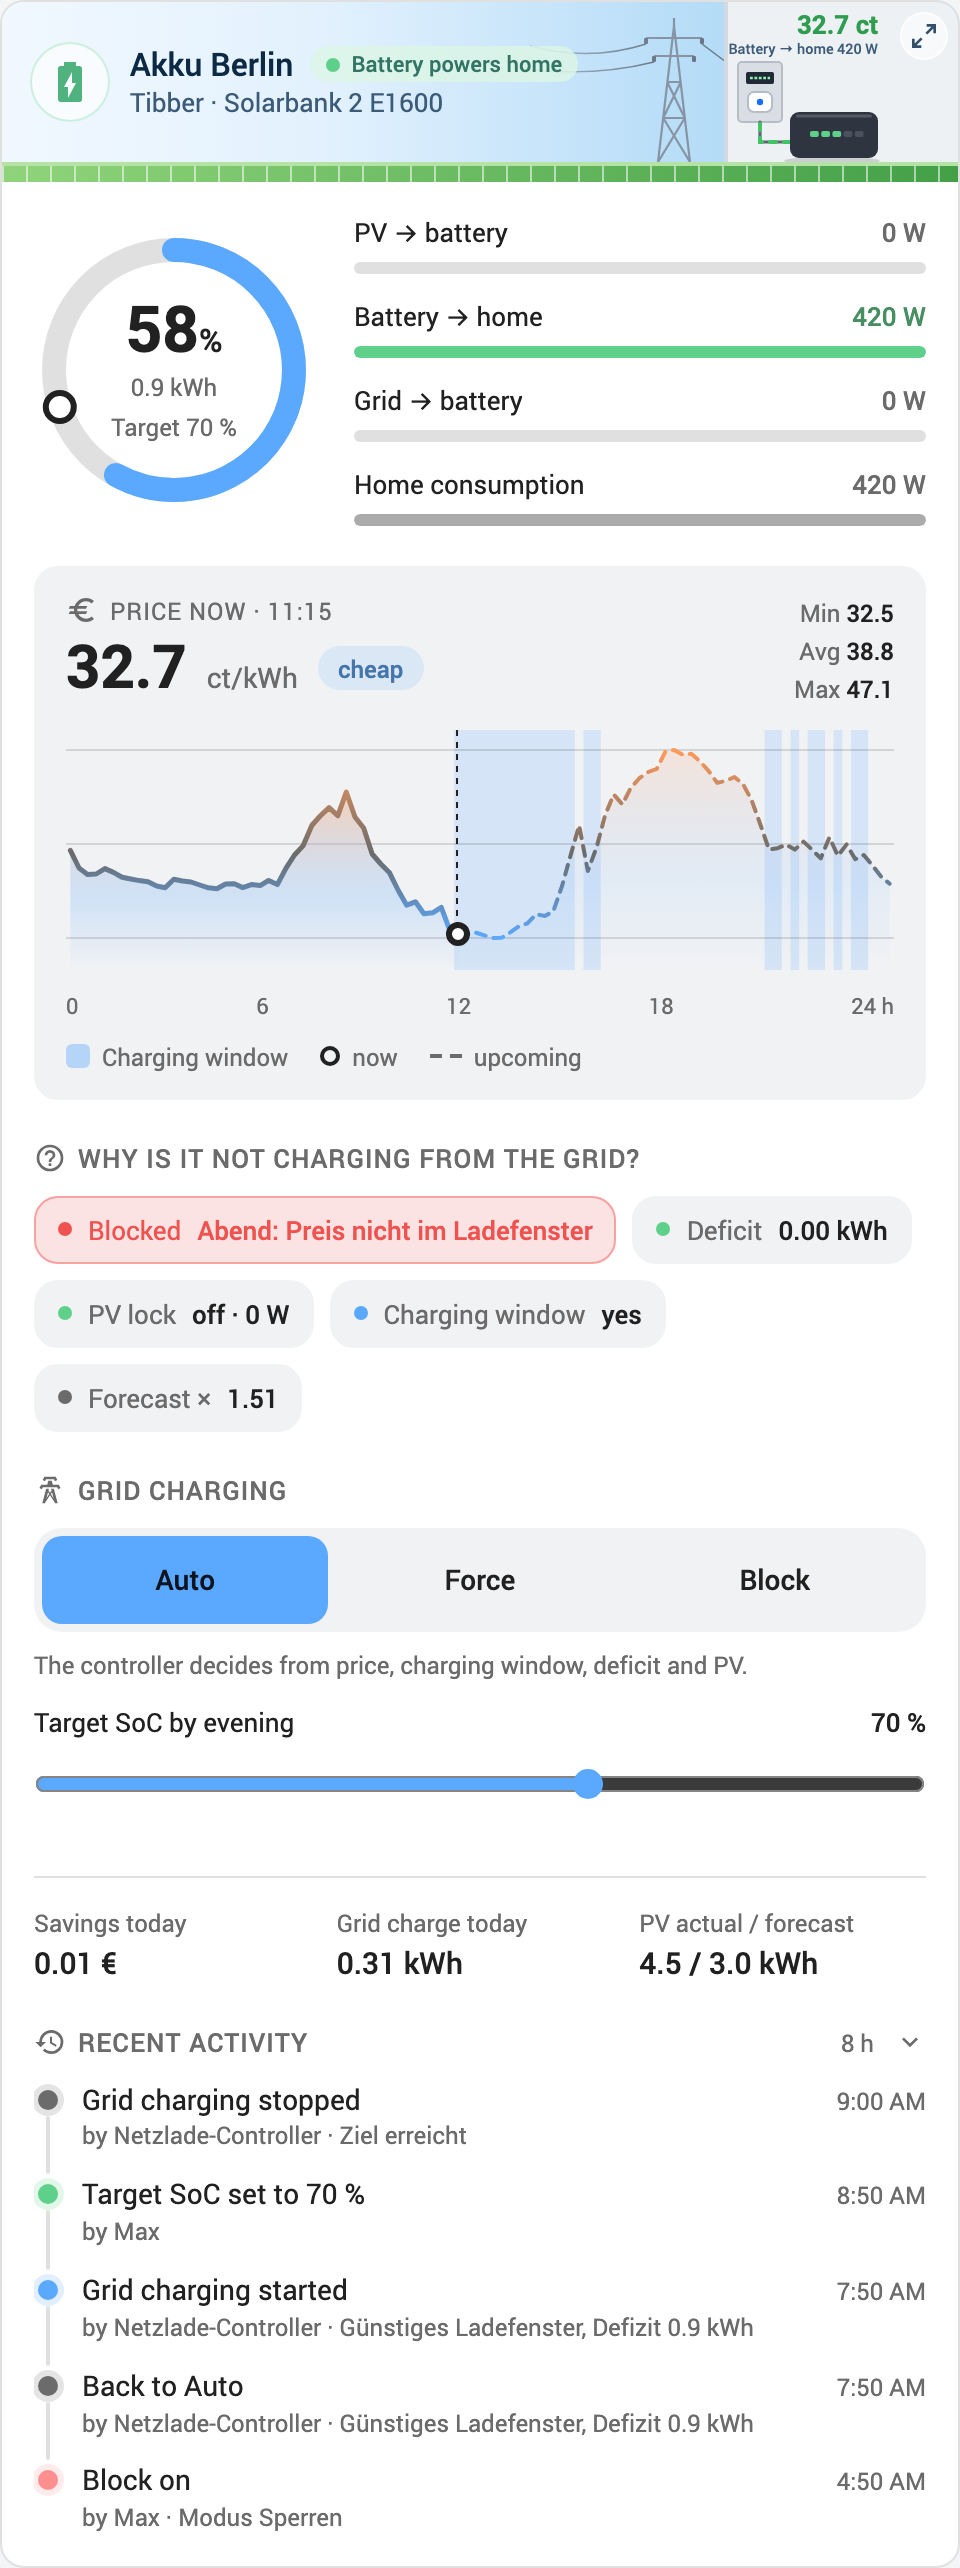 Akku Berlin
Battery powers home
Tibber · Solarbank 2 E1600
32.7 ct
Battery → home 420 W
58%
0.9 kWh
Target 70 %
PV → battery 0 W
Battery → home 420 W
Grid → battery 0 W
Home consumption 420 W
PRICE NOW · 11:15
32.7 ct/kWh cheap
Min 32.5
Avg 38.8
Max 47.1
0 6 12 18 24 h
Charging window now upcoming
WHY IS IT NOT CHARGING FROM THE GRID?
Blocked Abend: Preis nicht im Ladefenster
Deficit 0.00 kWh
PV lock off · 0 W
Charging window yes
Forecast × 1.51
GRID CHARGING
Auto Force Block
The controller decides from price, charging window, deficit and PV.
Target SoC by evening 70 %
Savings today Grid charge today PV actual / forecast
0.01 € 0.31 kWh 4.5 / 3.0 kWh
RECENT ACTIVITY 8 h
Grid charging stopped 9:00 AM
by Netzlade-Controller · Ziel erreicht
Target SoC set to 70 % 8:50 AM
by Max
Grid charging started 7:50 AM
by Netzlade-Controller · Günstiges Ladefenster, Defizit 0.9 kWh
Back to Auto 7:50 AM
by Netzlade-Controller · Günstiges Ladefenster, Defizit 0.9 kWh
Block on 4:50 AM
by Max · Modus Sperren